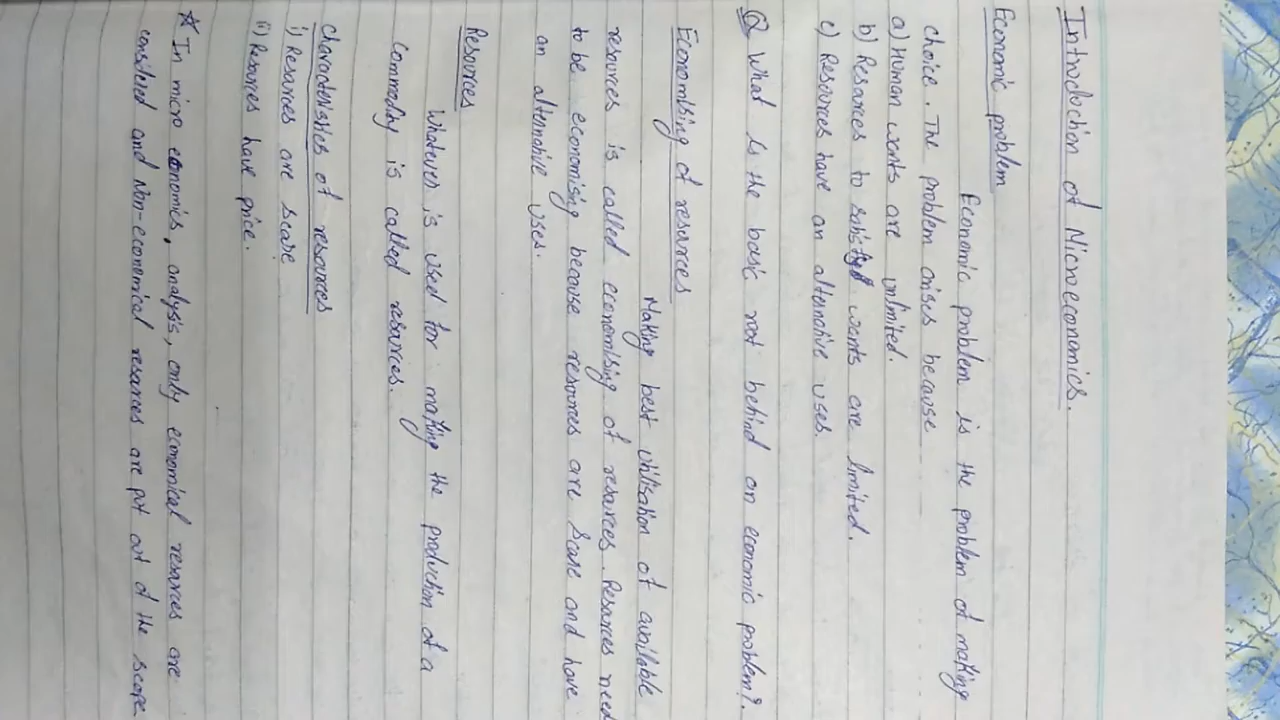 Introduction of Microeconomics.
Economic problem
Economic problem is the problem of making
choice. The problem arises because
a) Human wants are unlimited.
b) Resources to satisfy wants are limited.
c) Resources have an alternative uses.
Q What is the basic root behind an economic problem?
Economising of resources
Making best utilisation of available
resources is called economising of resources. Resources need
to be economising because resources are scare and have
an alternative uses.
Resources
Whatever is used for making the production of a
commodity is called resources.
Characteristics of resources
i) Resources are scare
ii) Resources have price.
☆ In micro economics, analysis, only economical resources are
considered and Non-economical resources are put out of the scope